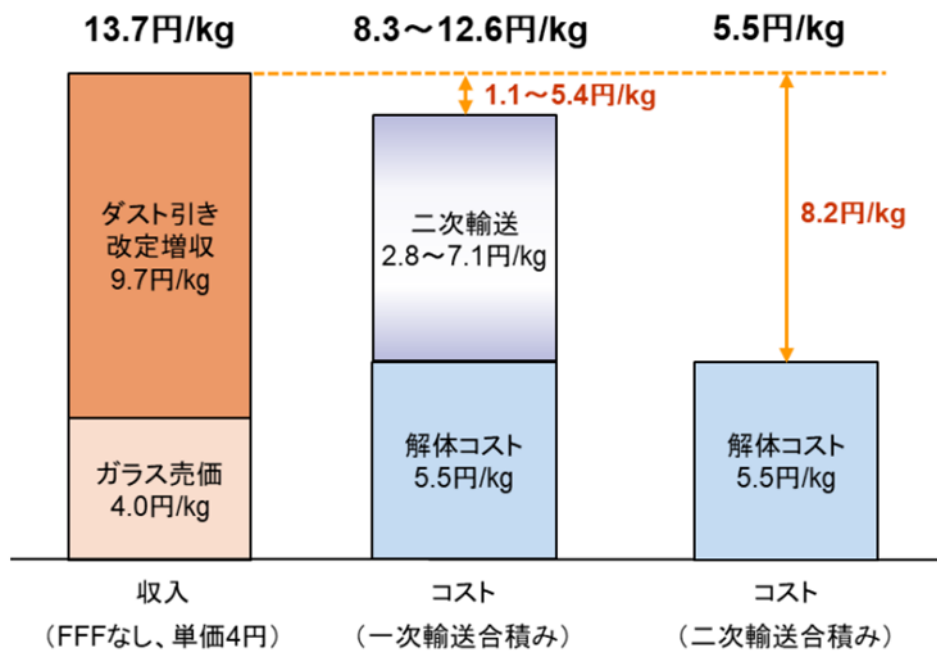 13.7円/kg
8.3～12.6円/kg
5.5円/kg
1.1～5.4円/kg
8.2円/kg
ダスト引き
改定増収
9.7円/kg
二次輸送
2.8～7.1円/kg
ガラス売価
4.0円/kg
解体コスト
5.5円/kg
解体コスト
5.5円/kg
収入
（FFFなし、単価4円）
コスト
（一次輸送合積み）
コスト
（二次輸送合積み）